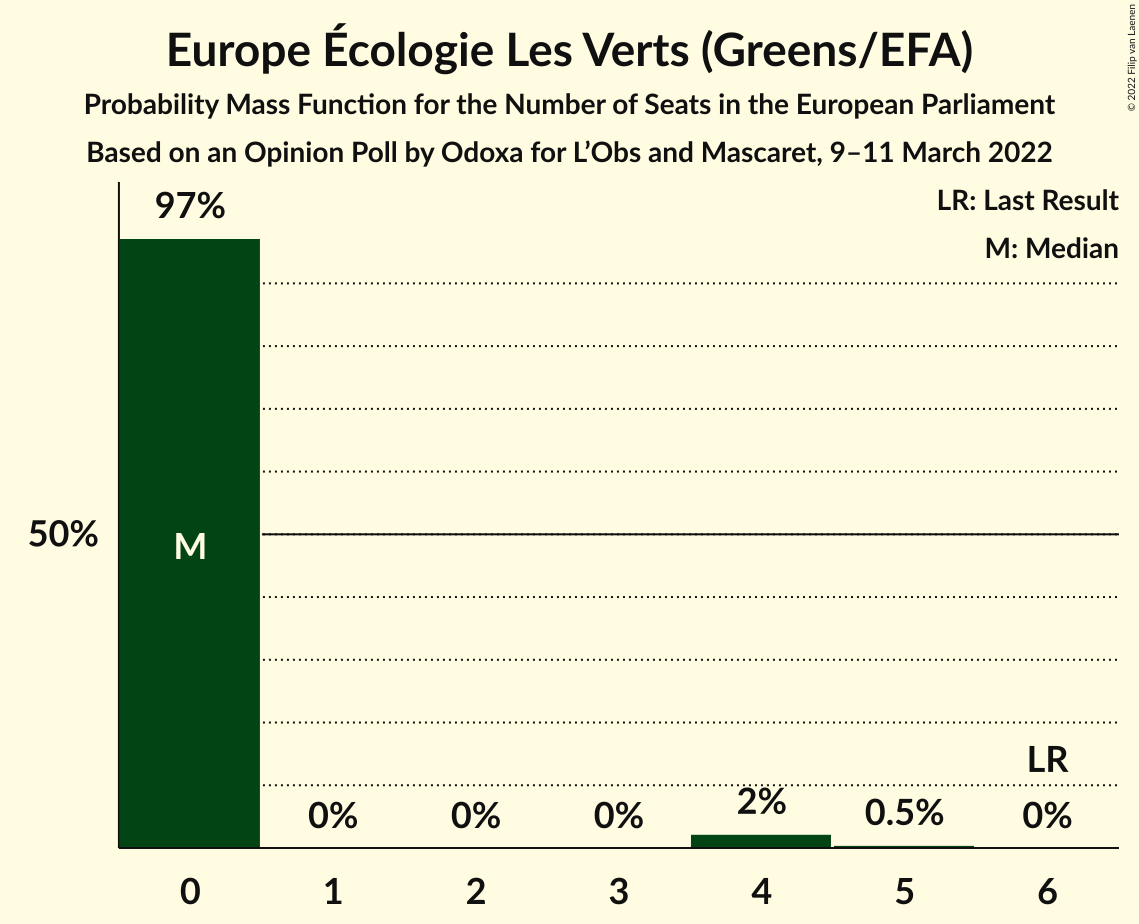 Europe Écologie Les Verts (Greens/EFA)
Probability Mass Function for the Number of Seats in the European Parliament
Based on an Opinion Poll by Odoxa for L’Obs and Mascaret, 9–11 March 2022
© 2022 Filip van Laenen
LR: Last Result
M: Median
97%
50%
M
LR
0% 0% 0% 2% 0.5% 0%
0 1 2 3 4 5 6